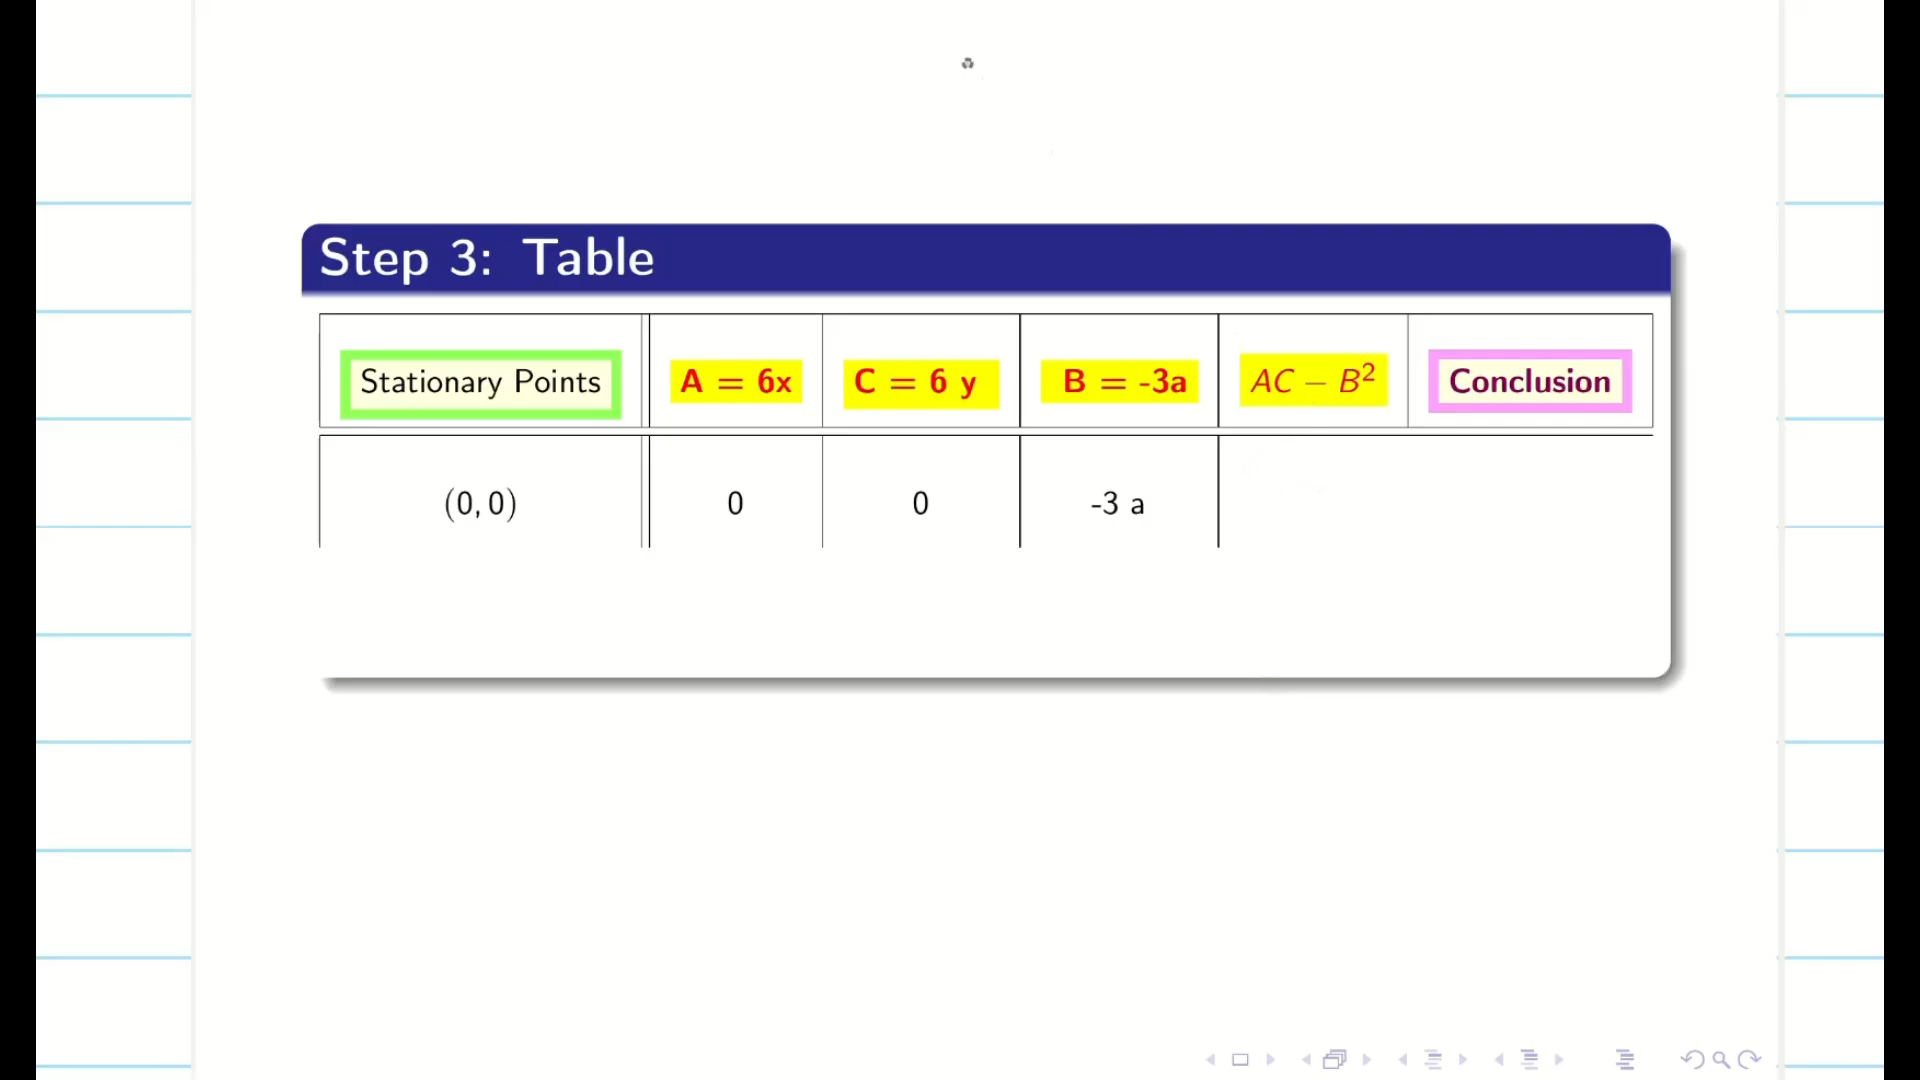 Step 3: Table
Stationary Points A = 6x C = 6 y B = -3a AC − B² Conclusion
(0, 0) 0 0 -3 a